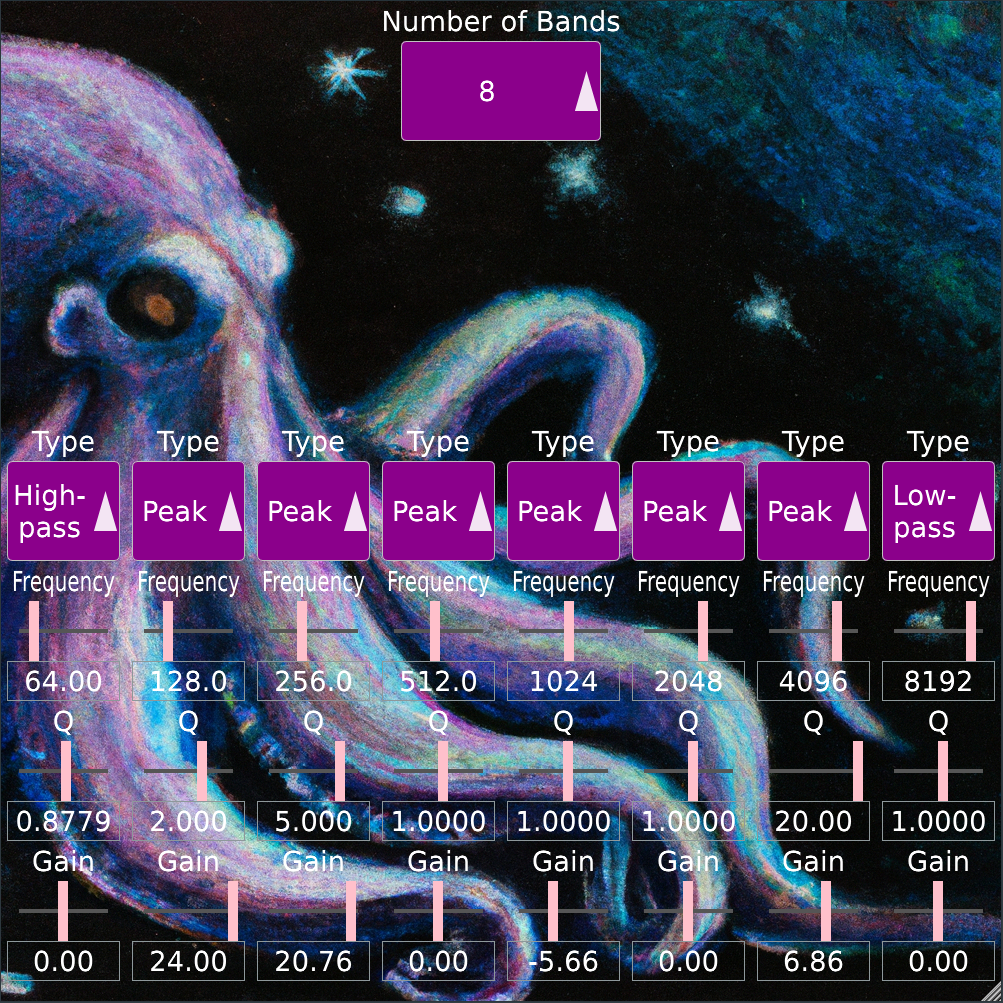 Number of Bands
8
Type Type Type Type Type Type Type Type
High-
pass Peak Peak Peak Peak Peak Peak Low-
pass
Frequency Frequency Frequency Frequency Frequency Frequency Frequency Frequency
64.00 128.0 256.0 512.0 1024 2048 4096 8192
Q Q Q Q Q Q Q Q
0.8779 2.000 5.000 1.0000 1.0000 1.0000 20.00 1.0000
Gain Gain Gain Gain Gain Gain Gain Gain
0.00 24.00 20.76 0.00 -5.66 0.00 6.86 0.00